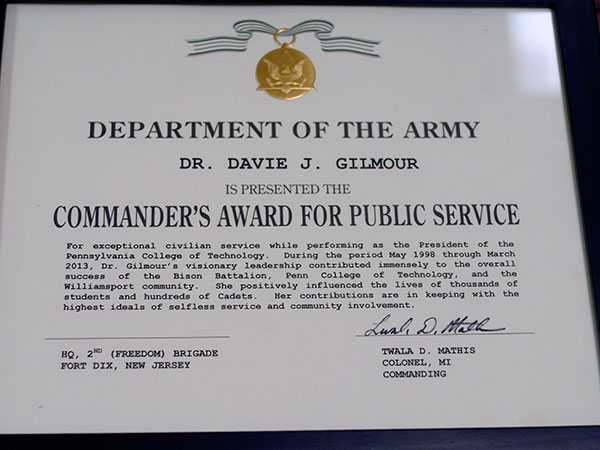 DEPARTMENT OF THE ARMY
DR. DAVIE J. GILMOUR
IS PRESENTED THE
COMMANDER'S AWARD FOR PUBLIC SERVICE
For exceptional civilian service while performing as the President of the
Pennsylvania College of Technology. During the period May 1998 through March
2013, Dr. Gilmour's visionary leadership contributed immensely to the overall
success of the Bison Battalion, Penn College of Technology, and the
Williamsport community. She positively influenced the lives of thousands of
students and hundreds of Cadets. Her contributions are in keeping with the
highest ideals of selfless service and community involvement.
Twala D. Mathis
HQ, 2ND (FREEDOM) BRIGADE
FORT DIX, NEW JERSEY
TWALA D. MATHIS
COLONEL, MI
COMMANDING